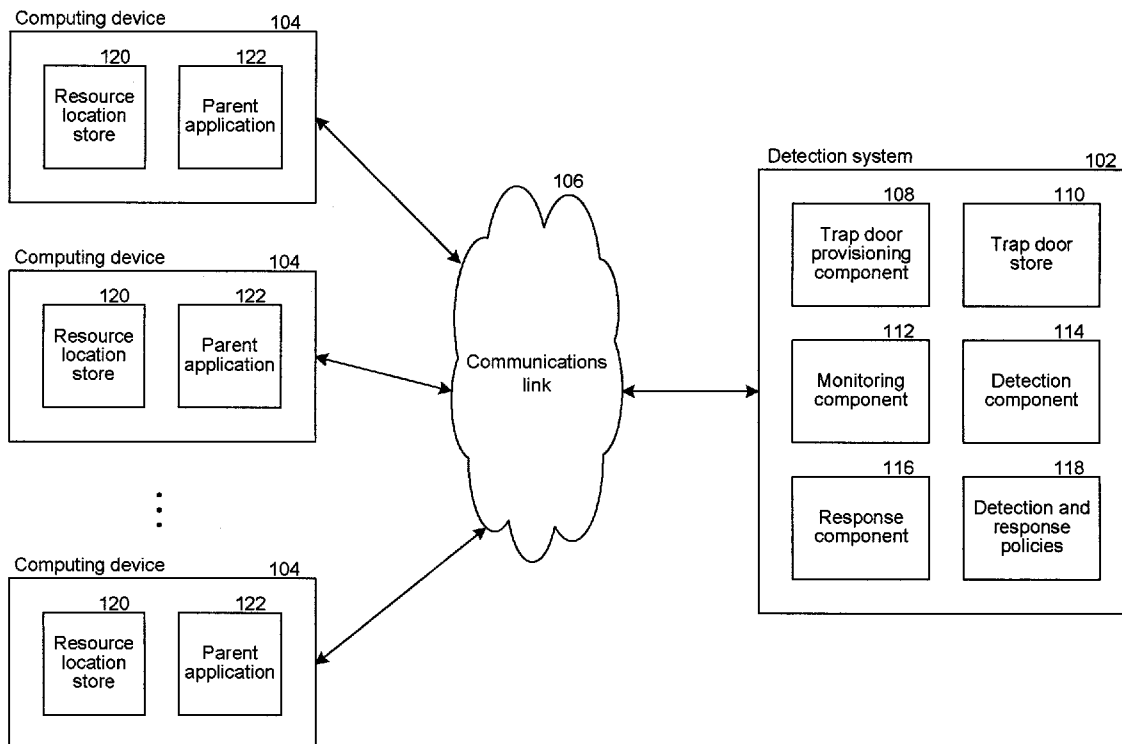 Computing device
104
120
122
Resource
location
store
Parent
application
Computing device
104
120
122
Resource
location
store
Parent
application
Computing device
104
120
122
Resource
location
store
Parent
application
106
Communications
link
Detection system
102
108
110
Trap door
provisioning
component
Trap door
store
112
114
Monitoring
component
Detection
component
116
118
Response
component
Detection and
response
policies